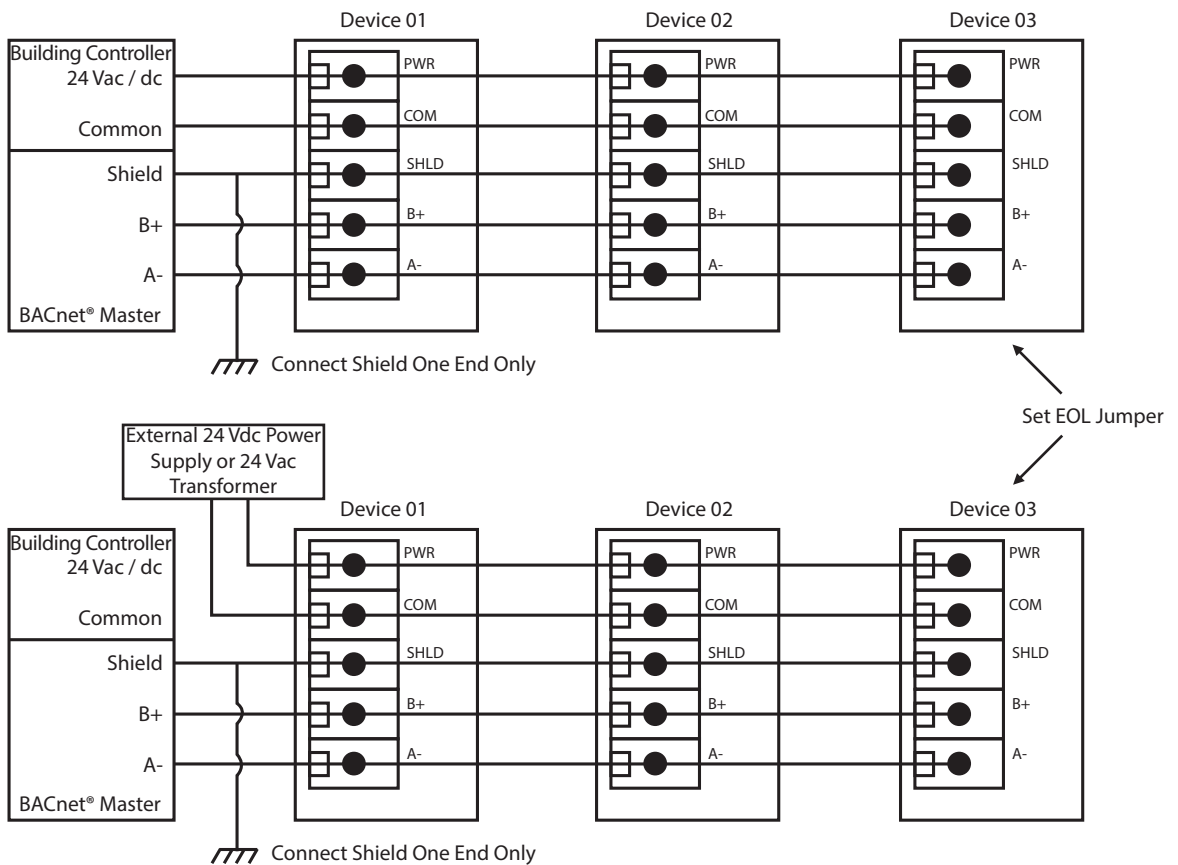 Device 01
Device 02
Device 03
Building Controller
24 Vac / dc
Common
Shield
B+
A-
BACnet® Master
PWR
COM
SHLD
B+
A-
PWR
COM
SHLD
B+
A-
PWR
COM
SHLD
B+
A-
Connect Shield One End Only
Set EOL Jumper
External 24 Vdc Power
Supply or 24 Vac
Transformer
Device 01
Device 02
Device 03
Building Controller
24 Vac / dc
Common
Shield
B+
A-
BACnet® Master
PWR
COM
SHLD
B+
A-
PWR
COM
SHLD
B+
A-
PWR
COM
SHLD
B+
A-
Connect Shield One End Only